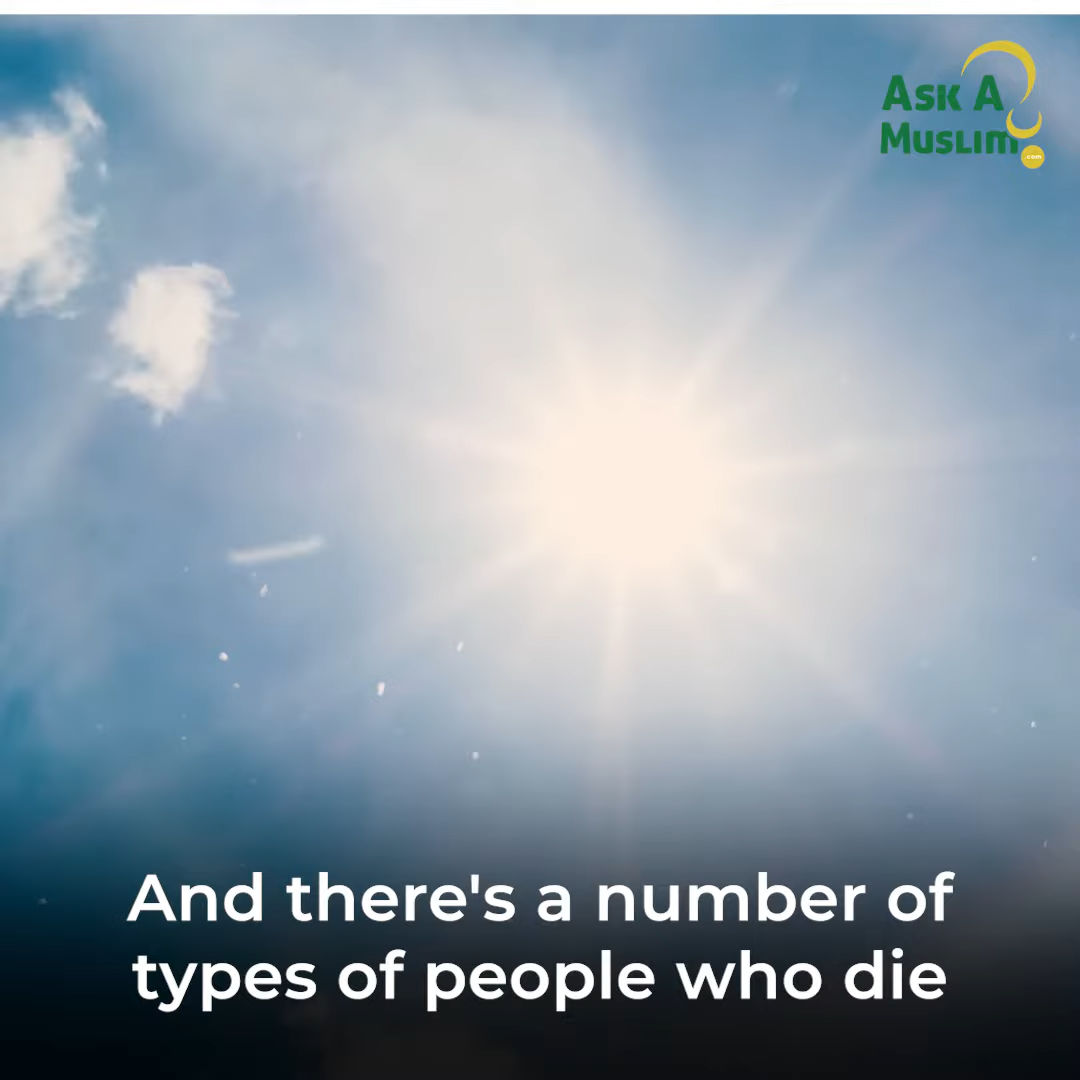 Ask A
Muslim
.com
And there's a number of
types of people who die